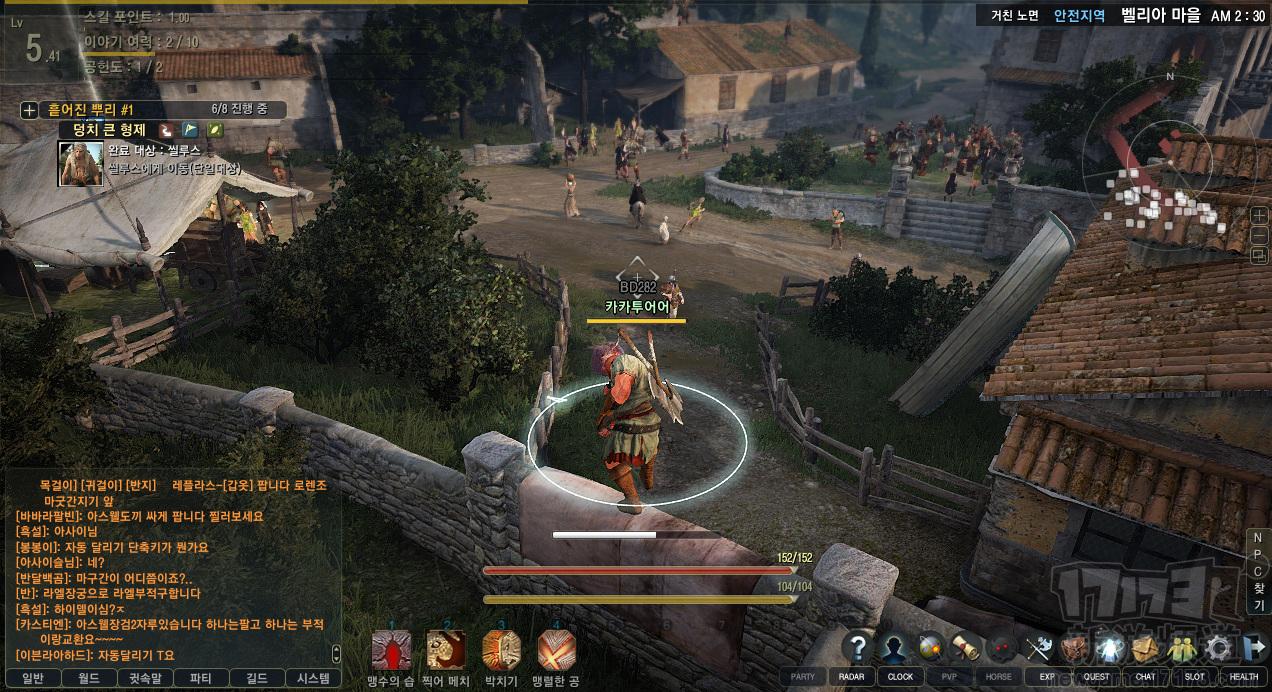 Lv
5.41
스킬 포인트 : 1.00
이야기 여력 : 2 / 10
공헌도 : 1 / 2
거친 노면 안전지역 벨리아 마을 AM 2 : 30
N
흩어진 뿌리 #1 6/8 진행 중
덩치 큰 형제
완료 대상 : 씰루스
씰루스에게 이동(단일대상)
BD282
카카투어어
목걸이] [귀걸이] [반지] 레플라스-[갑옷] 팝니다 로렌조
마굿간지기 앞
[바바라팔빈]: 아스웰도끼 싸게 팝니다 찔러보세요
[흑설]: 아사이님
[봉봉이]: 자동 달리기 단축키가 뭔가요
[아사이슬님]: 네?
[반달백곰]: 마구간이 어디쯤이죠?..
[반]: 라엘장궁으로 라엘부적구합니다
[흑설]: 하이델이심?ㅈ
[카스티엔]: 아스웰장검2자루있습니다 하나는팔고 하나는 부적
이랑교환요~~~~
[이븐라아하드]: 자동달리기 T요
일반 월드 귓속말 파티 길드 시스템
152/152
104/104
1 2 3 4
맹수의 습 찍어 메치 박치기 맹렬한 공
NPC찾기
17173
PARTY RADAR CLOCK PVP HORSE EXP QUEST CHAT SLOT HEALTH